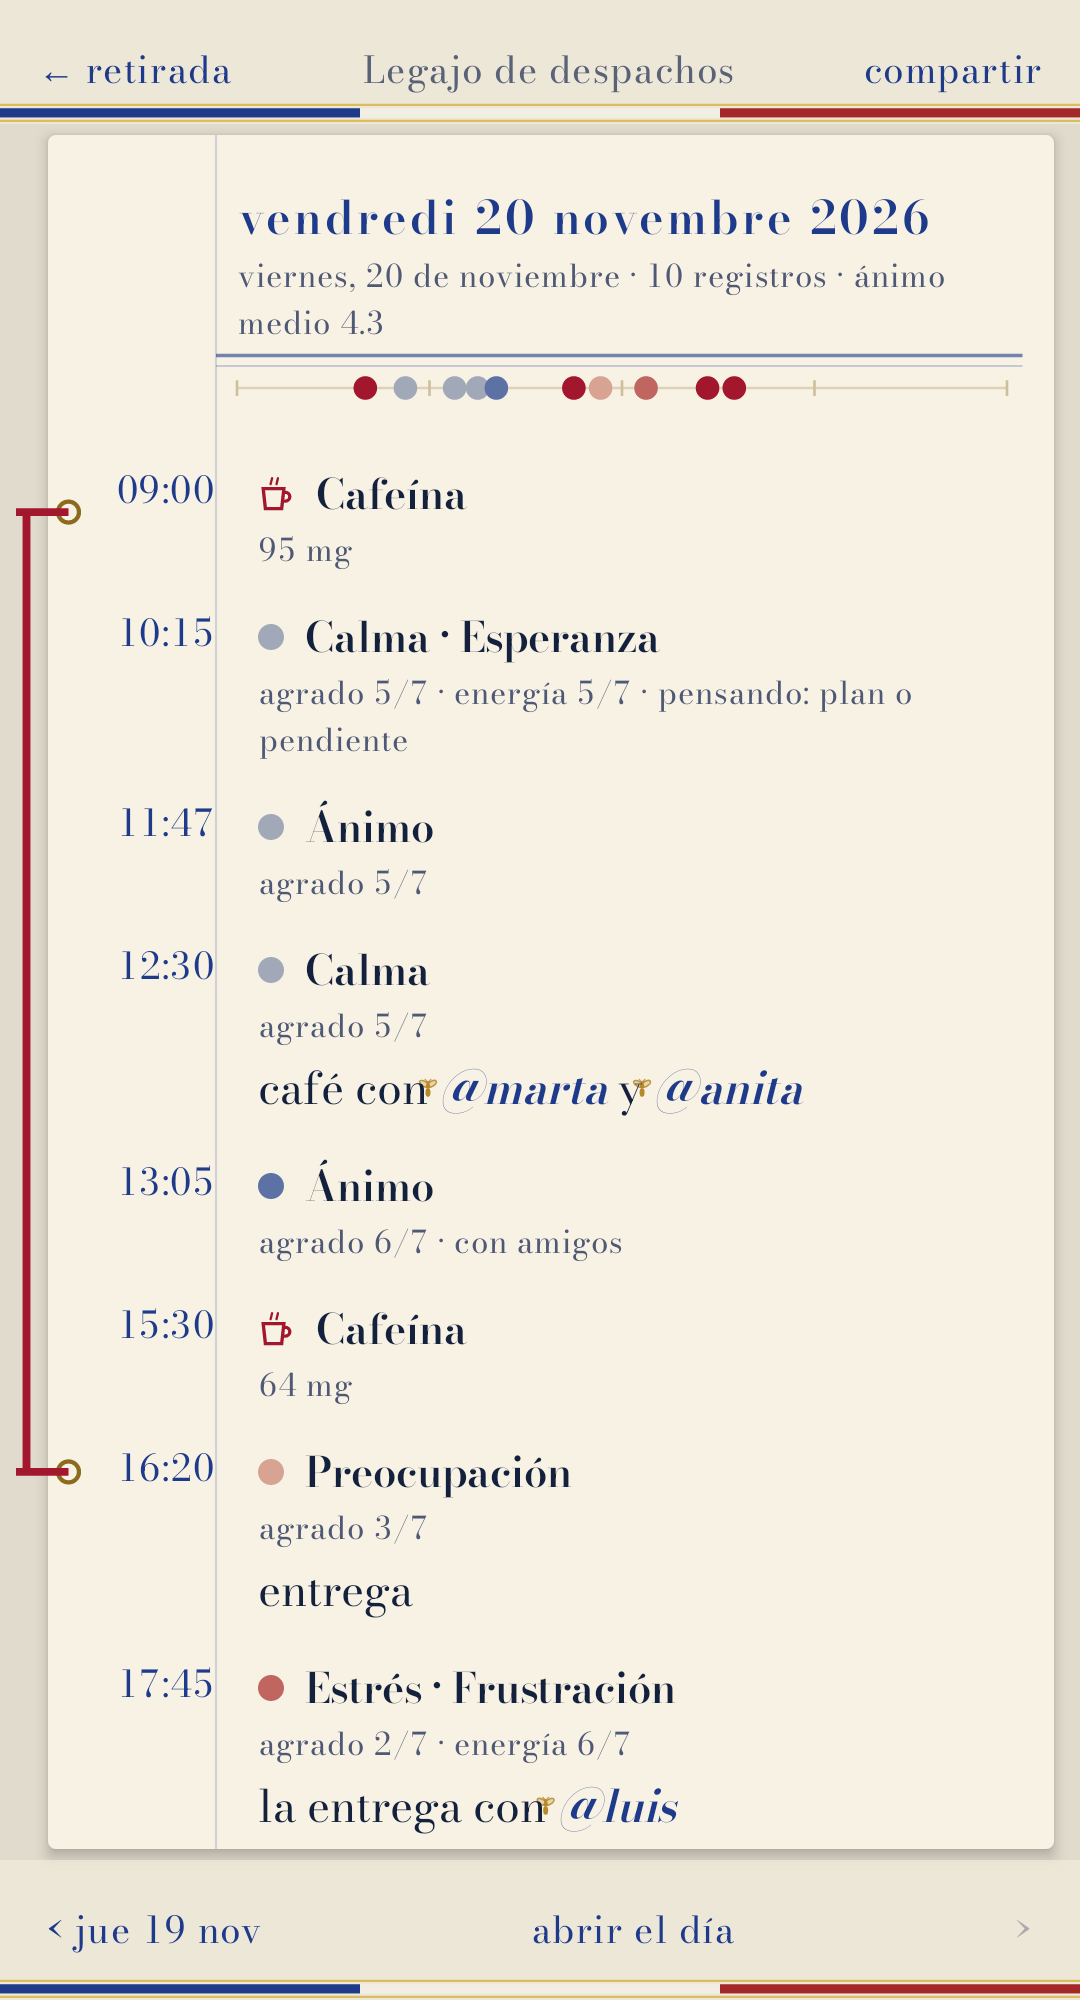 ← retirada
Legajo de despachos
compartir
vendredi 20 novembre 2026
viernes, 20 de noviembre · 10 registros · ánimo
medio 4.3
09:00
Cafeína
95 mg
10:15
Calma · Esperanza
agrado 5/7 · energía 5/7 · pensando: plan o
pendiente
11:47
Ánimo
agrado 5/7
12:30
Calma
agrado 5/7
café con @marta y @anita
13:05
Ánimo
agrado 6/7 · con amigos
15:30
Cafeína
64 mg
16:20
Preocupación
agrado 3/7
entrega
17:45
Estrés · Frustración
agrado 2/7 · energía 6/7
la entrega con @luis
‹ jue 19 nov
abrir el día
›